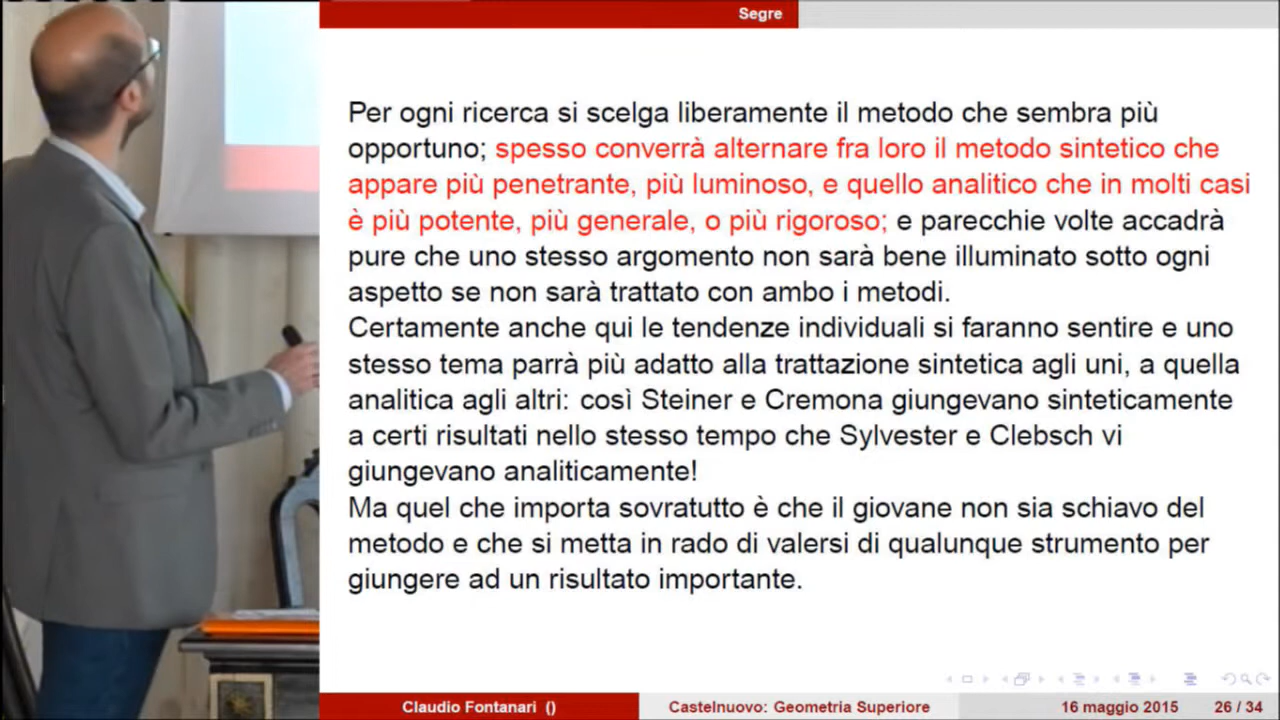 Segre
Per ogni ricerca si scelga liberamente il metodo che sembra più
opportuno; spesso converrà alternare fra loro il metodo sintetico che
appare più penetrante, più luminoso, e quello analitico che in molti casi
è più potente, più generale, o più rigoroso; e parecchie volte accadrà
pure che uno stesso argomento non sarà bene illuminato sotto ogni
aspetto se non sarà trattato con ambo i metodi.
Certamente anche qui le tendenze individuali si faranno sentire e uno
stesso tema parrà più adatto alla trattazione sintetica agli uni, a quella
analitica agli altri: così Steiner e Cremona giungevano sinteticamente
a certi risultati nello stesso tempo che Sylvester e Clebsch vi
giungevano analiticamente!
Ma quel che importa sovratutto è che il giovane non sia schiavo del
metodo e che si metta in rado di valersi di qualunque strumento per
giungere ad un risultato importante.
Claudio Fontanari ()
Castelnuovo: Geometria Superiore
16 maggio 2015
26 / 34